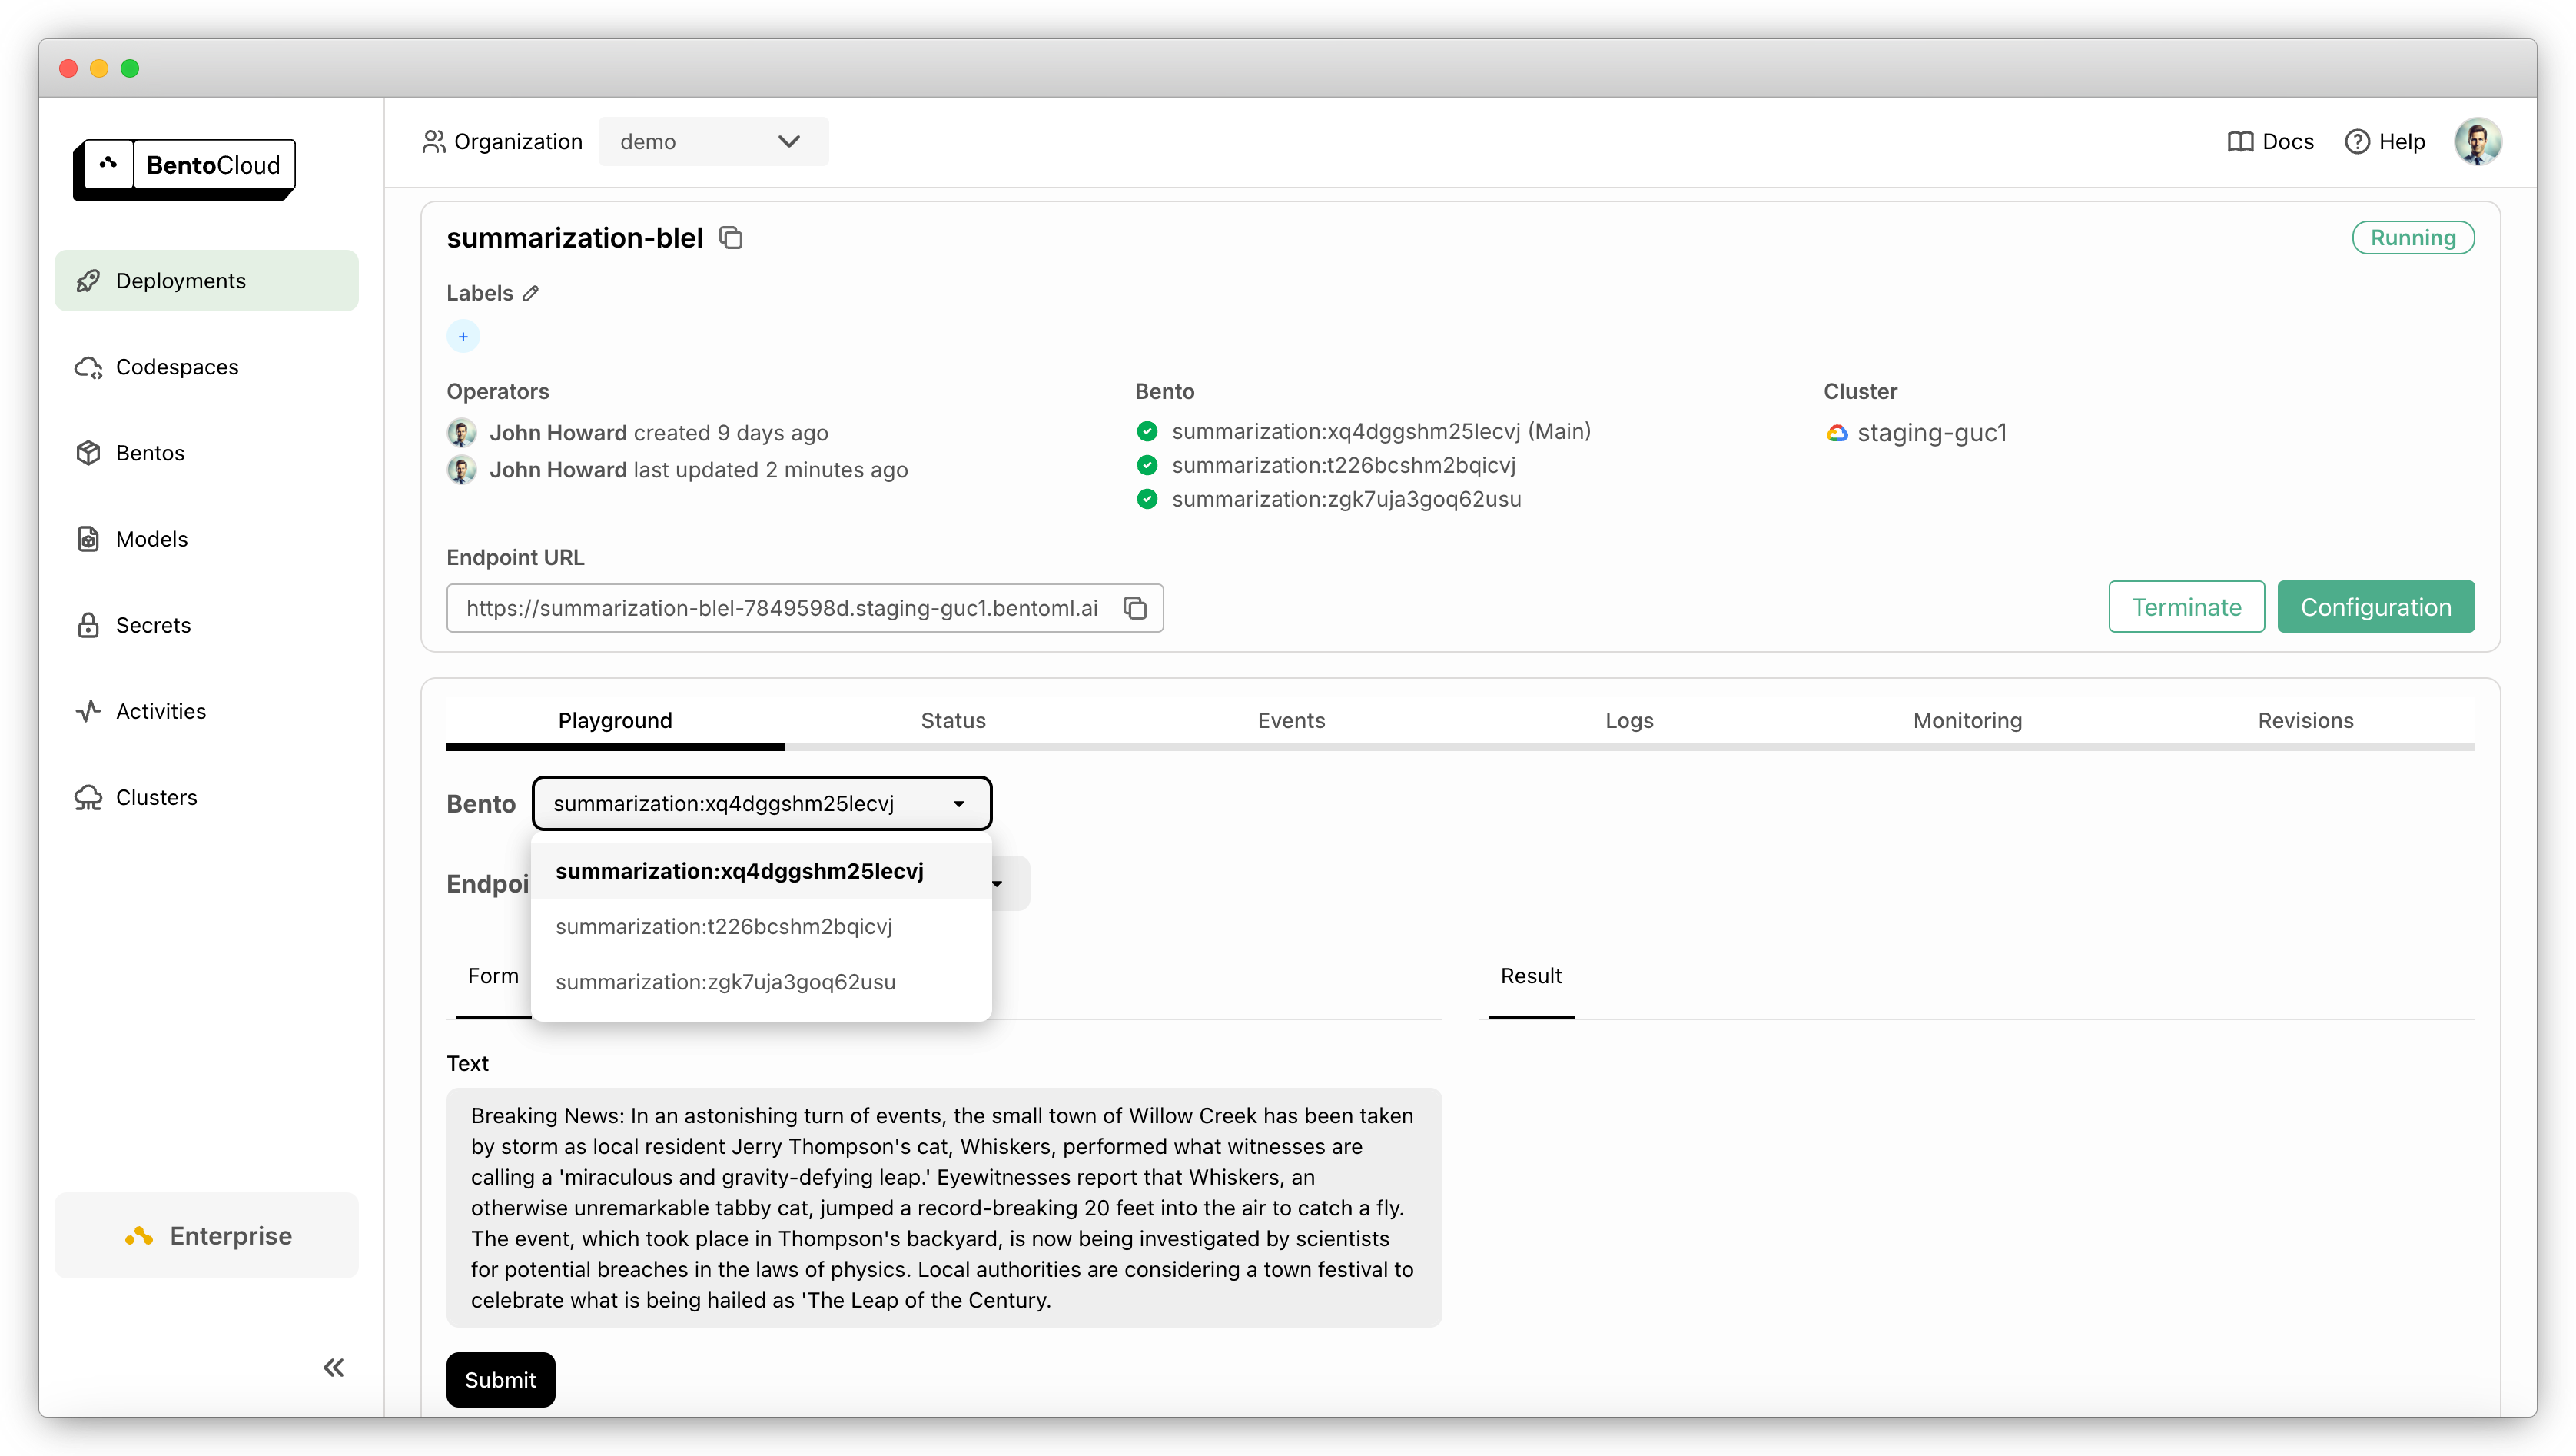 BentoCloud
Organization demo
Docs Help
Deployments
Codespaces
Bentos
Models
Secrets
Activities
Clusters
Enterprise
summarization-blel
Running
Labels
+
Operators
John Howard created 9 days ago
John Howard last updated 2 minutes ago
Bento
summarization:xq4dggshm25lecvj (Main)
summarization:t226bcshm2bqicvj
summarization:zgk7uja3goq62usu
Cluster
staging-guc1
Endpoint URL
https://summarization-blel-7849598d.staging-guc1.bentoml.ai
Terminate Configuration
Playground Status Events Logs Monitoring Revisions
Bento summarization:xq4dggshm25lecvj
summarization:xq4dggshm25lecvj
Endpoi
summarization:t226bcshm2bqicvj
summarization:zgk7uja3goq62usu
Form
Result
Text
Breaking News: In an astonishing turn of events, the small town of Willow Creek has been taken
by storm as local resident Jerry Thompson's cat, Whiskers, performed what witnesses are
calling a 'miraculous and gravity-defying leap.' Eyewitnesses report that Whiskers, an
otherwise unremarkable tabby cat, jumped a record-breaking 20 feet into the air to catch a fly.
The event, which took place in Thompson's backyard, is now being investigated by scientists
for potential breaches in the laws of physics. Local authorities are considering a town festival to
celebrate what is being hailed as 'The Leap of the Century.
Submit